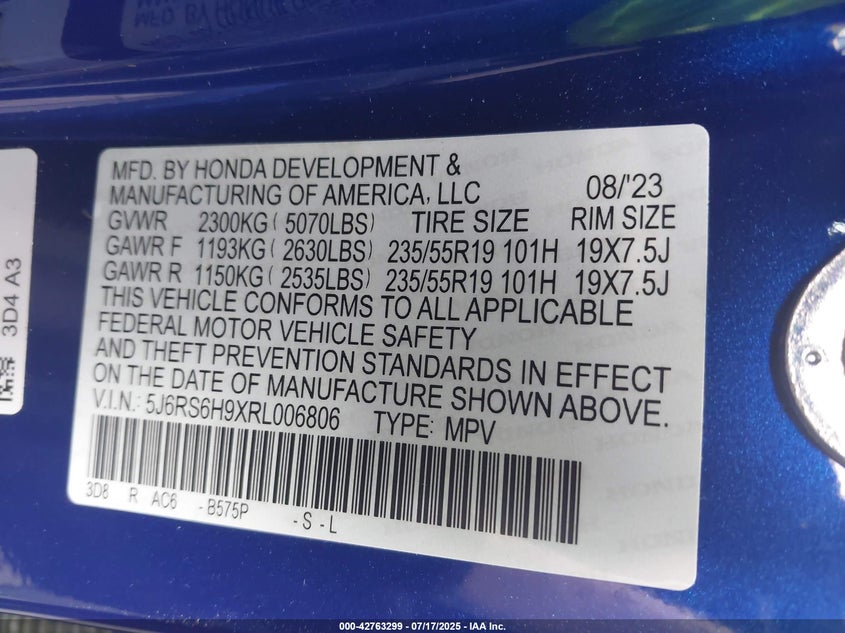 MFD. BY HONDA DEVELOPMENT &
MANUFACTURING OF AMERICA, LLC 08/'23
GVWR 2300KG ( 5070LBS) TIRE SIZE RIM SIZE
GAWR F 1193KG ( 2630LBS) 235/55R19 101H 19X7.5J
GAWR R 1150KG ( 2535LBS) 235/55R19 101H 19X7.5J
THIS VEHICLE CONFORMS TO ALL APPLICABLE
FEDERAL MOTOR VEHICLE SAFETY
AND THEFT PREVENTION STANDARDS IN EFFECT
ON THE DATE OF MANUFACTURE SHOWN ABOVE.
V.I.N.: 5J6RS6H9XRL006806 TYPE: MPV
3D8 R AC6 - B575P - S - L
3D4 A3
000-42763299 | 07/17/2025 | IAA Inc.